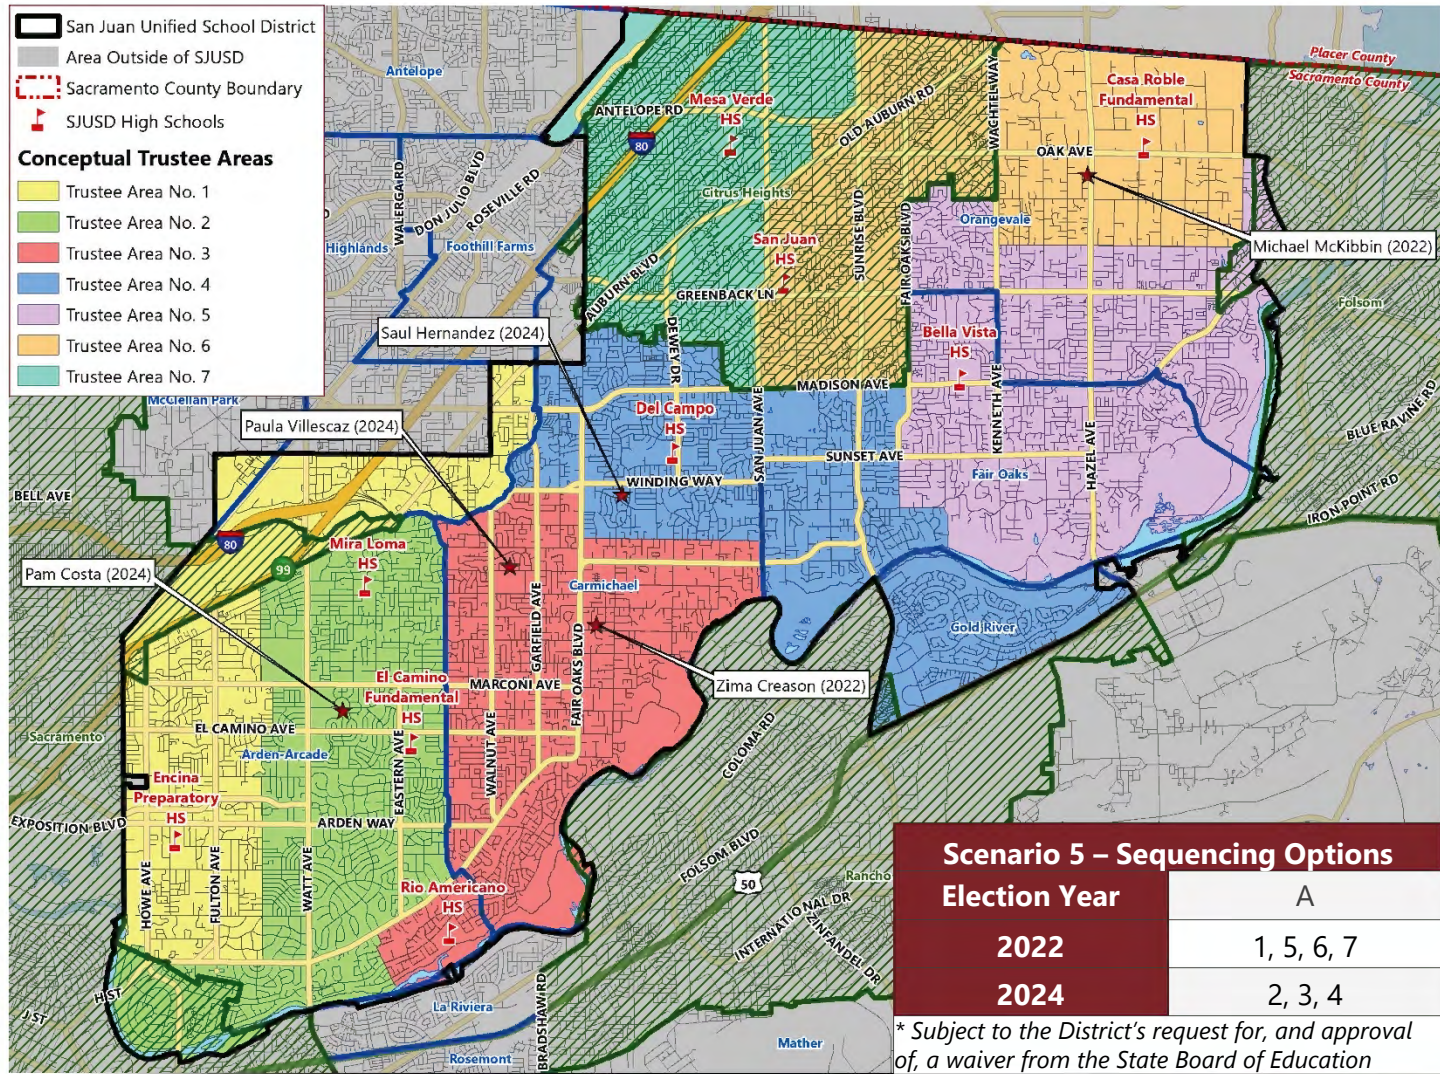 San Juan Unified School District
Area Outside of SJUSD
Sacramento County Boundary
SJUSD High Schools
Conceptual Trustee Areas
Trustee Area No. 1
Trustee Area No. 2
Trustee Area No. 3
Trustee Area No. 4
Trustee Area No. 5
Trustee Area No. 6
Trustee Area No. 7
Placer County
Sacramento County
Antelope
ANTELOPE RD
Mesa Verde
HS
80
OLD AUBURN RD
WACHTEL WAY
Casa Roble
Fundamental
HS
OAK AVE
WALERGA RD
DON JULIO BLVD
ROSEVILLE RD
Highlands
Foothill Farms
Citrus Heights
SUNRISE BLVD
FAIR OAKS BLVD
Orangevale
Michael McKibbin (2022)
San Juan
HS
AUBURN BLVD
GREENBACK LN
Folsom
Saul Hernandez (2024)
DEWEY DR
Bella Vista
HS
McClellan Park
MADISON AVE
KENNETH AVE
Paula Villescaz (2024)
Del Campo
HS
SAN JUAN AVE
BLUE RAVINE RD
SUNSET AVE
HAZEL AVE
Fair Oaks
BELL AVE
WINDING WAY
IRON POINT RD
80
Mira Loma
HS
99
Pam Costa (2024)
Carmichael
GARFIELD AVE
FAIR OAKS BLVD
Gold River
El Camino
Fundamental
HS
MARCONI AVE
Zima Creason (2022)
EL CAMINO AVE
Sacramento
Arden-Arcade
WALNUT AVE
EASTERN AVE
COLOMA RD
Encina
Preparatory
HS
EXPOSITION BLVD
ARDEN WAY
HOWE AVE
FULTON AVE
WATT AVE
FOLSOM BLVD
50
Rancho
Rio Americano
HS
INTERNATIONAL DR
ZINFANDEL DR
H ST
J ST
La Riviera
BRADSHAW RD
Rosemont
Mather
Scenario 5 – Sequencing Options
Election Year A
2022 1, 5, 6, 7
2024 2, 3, 4
* Subject to the District's request for, and approval
of, a waiver from the State Board of Education